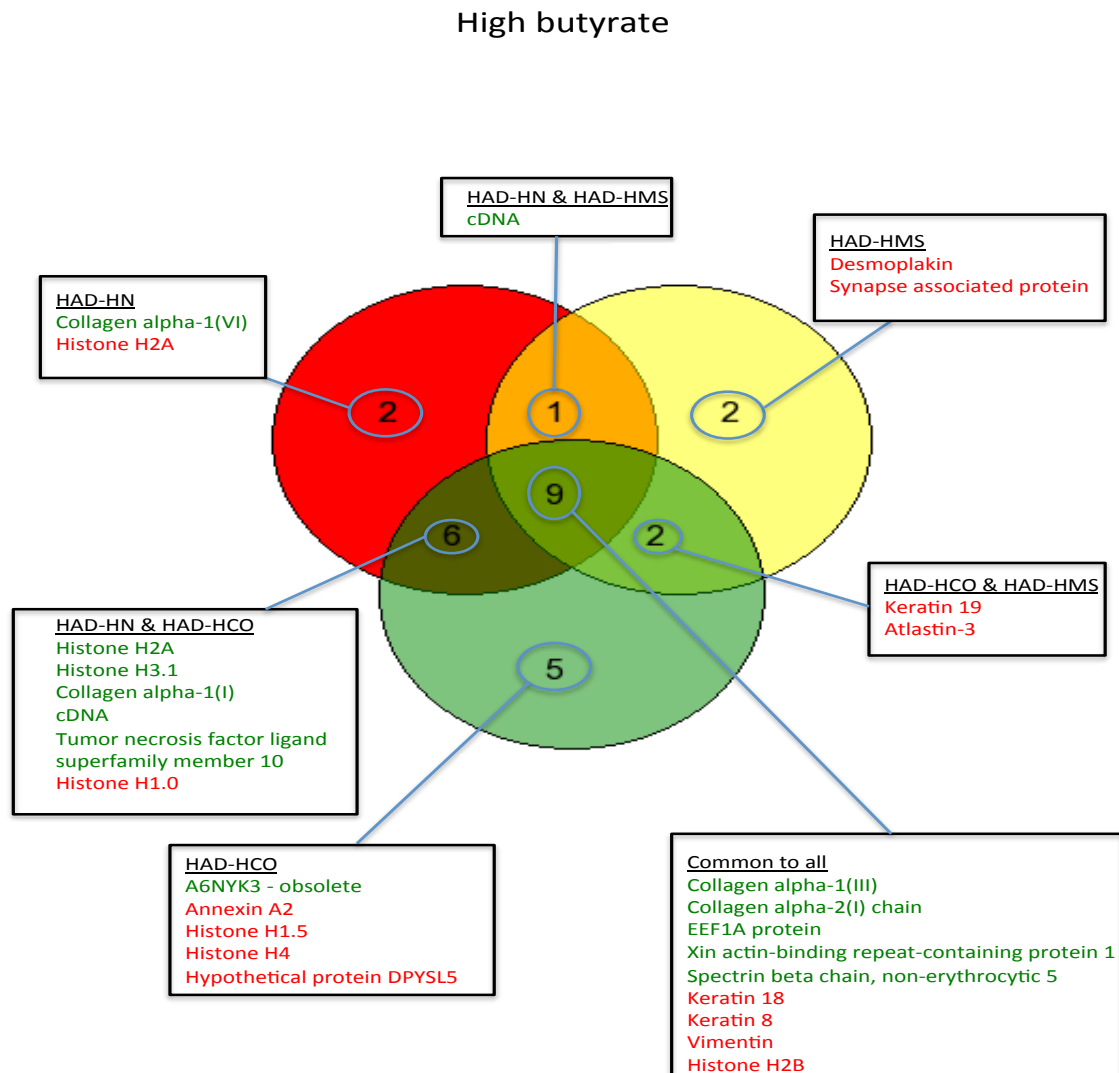 High butyrate
HAD-HN & HAD-HMS
cDNA
HAD-HMS
Desmoplakin
Synapse associated protein
HAD-HN
Collagen alpha-1(VI)
Histone H2A
2
1
2
9
6
2
5
HAD-HCO & HAD-HMS
Keratin 19
Atlastin-3
HAD-HN & HAD-HCO
Histone H2A
Histone H3.1
Collagen alpha-1(I)
cDNA
Tumor necrosis factor ligand
superfamily member 10
Histone H1.0
HAD-HCO
A6NYK3 - obsolete
Annexin A2
Histone H1.5
Histone H4
Hypothetical protein DPYSL5
Common to all
Collagen alpha-1(III)
Collagen alpha-2(I) chain
EEF1A protein
Xin actin-binding repeat-containing protein 1
Spectrin beta chain, non-erythrocytic 5
Keratin 18
Keratin 8
Vimentin
Histone H2B